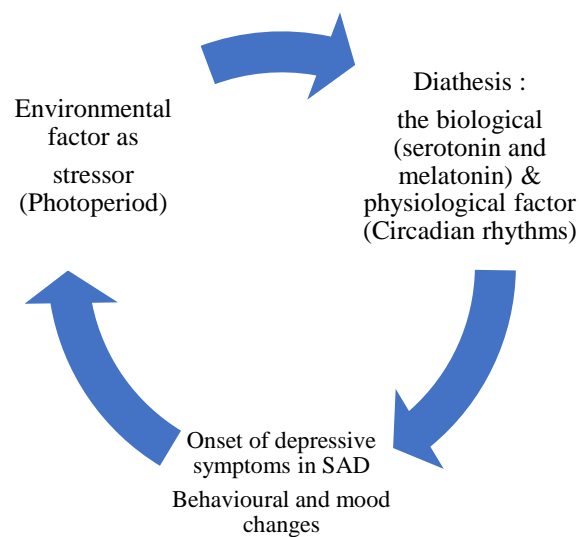 Environmental
factor as
stressor
(Photoperiod)
Diathesis :
the biological
(serotonin and
melatonin) &
physiological factor
(Circadian rhythms)
Onset of depressive
symptoms in SAD
Behavioural and mood
changes